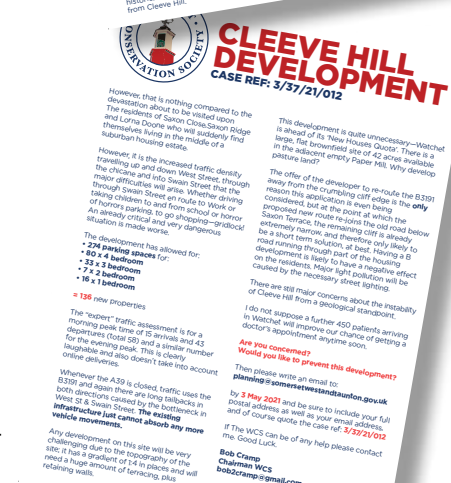 from Cleeve Hill.
CONSERVATION SOCIETY
CLEEVE HILL
DEVELOPMENT
CASE REF: 3/37/21/012
However, that is nothing compared to the
devastation about to be visited upon
The residents of Saxon Close,Saxon Ridge
and Lorna Doone who will suddenly find
themselves living in the middle of a
suburban housing estate.
However, it is the increased traffic density
travelling up and down West Street, through
the chicane and into Swain Street that the
major difficulties will arise. Whether driving
through Swain Street en route to Work or
taking children to and from school or horror
of horrors parking, to go shopping—gridlock!
An already critical and very dangerous
situation is made worse.
The development has allowed for:
• 274 parking spaces for:
• 80 x 4 bedroom
• 33 x 3 bedroom
• 7 x 2 bedroom
• 16 x 1 bedroom
= 136 new properties
The "expert" traffic assessment is for a
morning peak time of 15 arrivals and 43
departures (total 58) and a similar number
for the evening peak. This is clearly
laughable and also doesn't take into account
online deliveries.
Whenever the A39 is closed, traffic uses the
B3191 and again there are long tailbacks in
both directions caused by the bottleneck in
West St & Swain Street. The existing
infrastructure just cannot absorb any more
vehicle movements.
Any development on this site will be very
challenging due to the topography of the
site; it has a gradient of 1:4 in places and will
need a huge amount of terracing, plus
retaining walls.
This development is quite unnecessary—Watchet
is ahead of its 'New Houses Quota'. There is a
large, flat brownfield site of 42 acres available
in the adjacent empty Paper Mill. Why develop
pasture land?
The offer of the developer to re-route the B3191
away from the crumbling cliff edge is the only
reason this application is even being
considered, but at the point at which the
proposed new route re-joins the old road below
Saxon Terrace, the remaining cliff is already
extremely narrow, and therefore only likely to
be a short solution, at best. Having a B
road running through part of the housing
development is likely to have a negative effect
on the residents. Major light pollution will be
caused by the necessary street lighting.
There are still major concerns about the instability
of Cleeve Hill from a geological standpoint.
I do not suppose a further 450 patients arriving
in Watchet will improve our chance of getting a
doctor's appointment anytime soon.
Are you concerned?
Would you like to prevent this development?
Then please write an email to:
planning@somersetwestandtaunton.gov.uk
by 3 May 2021 and be sure to include your full
postal address as well as your email address,
and of course quote the case ref: 3/37/21/012
If The WCS can be of any help please contact
me. Good Luck.
Bob Cramp
Chairman WCS
bob2cramp@gmail.com